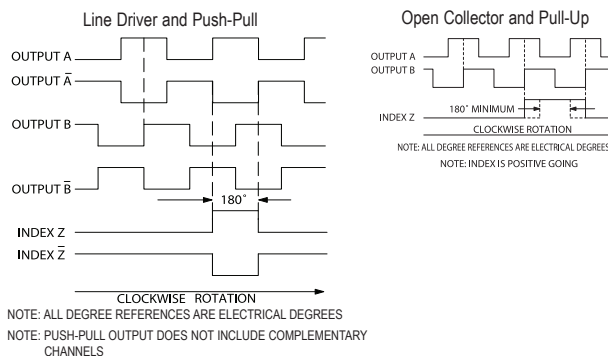 Line Driver and Push-Pull
OUTPUT A
OUTPUT A̅
OUTPUT B
OUTPUT B̅
180°
INDEX Z
INDEX Z̅
CLOCKWISE ROTATION
NOTE: ALL DEGREE REFERENCES ARE ELECTRICAL DEGREES
NOTE: PUSH-PULL OUTPUT DOES NOT INCLUDE COMPLEMENTARY
CHANNELS
Open Collector and Pull-Up
OUTPUT A
OUTPUT B
180° MINIMUM
INDEX Z
CLOCKWISE ROTATION
NOTE: ALL DEGREE REFERENCES ARE ELECTRICAL DEGREES
NOTE: INDEX IS POSITIVE GOING